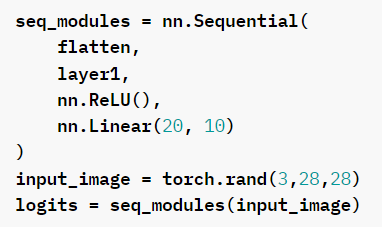 seq_modules = nn.Sequential(
    flatten,
    layer1,
    nn.ReLU(),
    nn.Linear(20, 10)
)
input_image = torch.rand(3,28,28)
logits = seq_modules(input_image)